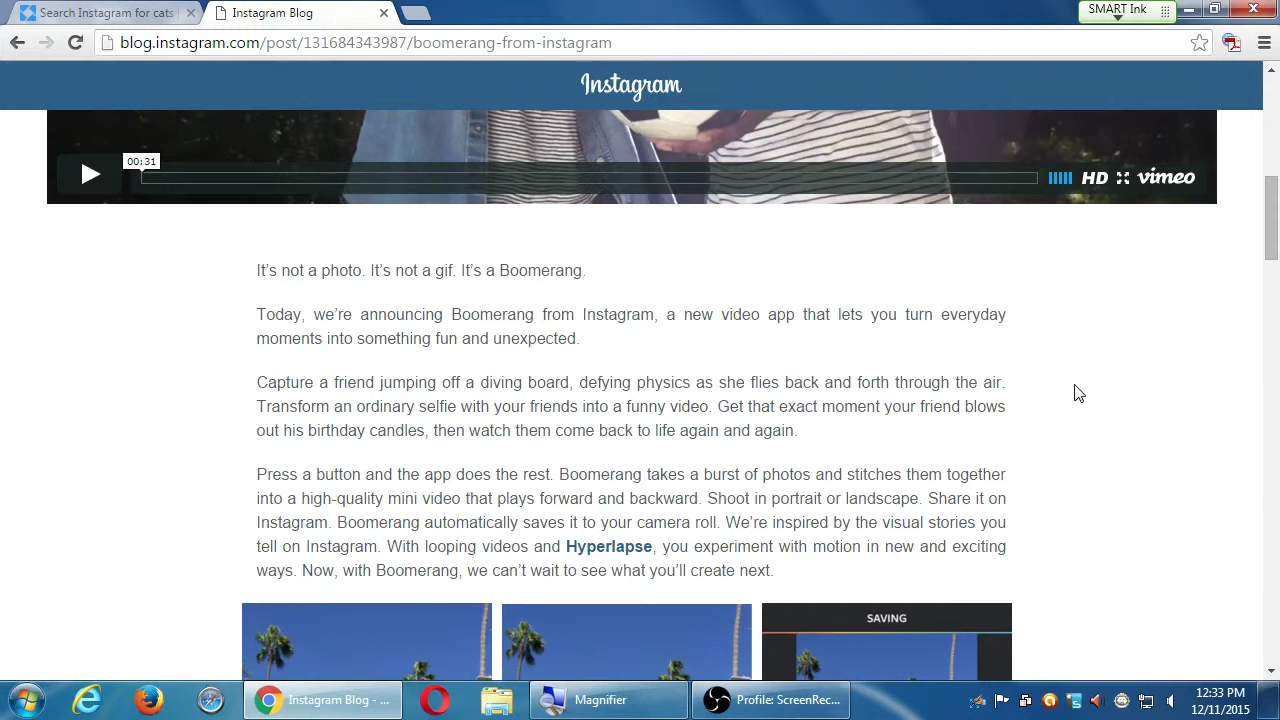 SMART Ink
Search Instagram for cats
Instagram Blog
blog.instagram.com/post/131684343987/boomerang-from-instagram
Instagram
00:31
HD vimeo
It’s not a photo. It’s not a gif. It’s a Boomerang.
Today, we’re announcing Boomerang from Instagram, a new video app that lets you turn everyday
moments into something fun and unexpected.
Capture a friend jumping off a diving board, defying physics as she flies back and forth through the air.
Transform an ordinary selfie with your friends into a funny video. Get that exact moment your friend blows
out his birthday candles, then watch them come back to life again and again.
Press a button and the app does the rest. Boomerang takes a burst of photos and stitches them together
into a high-quality mini video that plays forward and backward. Shoot in portrait or landscape. Share it on
Instagram. Boomerang automatically saves it to your camera roll. We’re inspired by the visual stories you
tell on Instagram. With looping videos and Hyperlapse, you experiment with motion in new and exciting
ways. Now, with Boomerang, we can’t wait to see what you’ll create next.
SAVING
Instagram Blog - ...
Magnifier
Profile: ScreenRec...
12:33 PM
12/11/2015